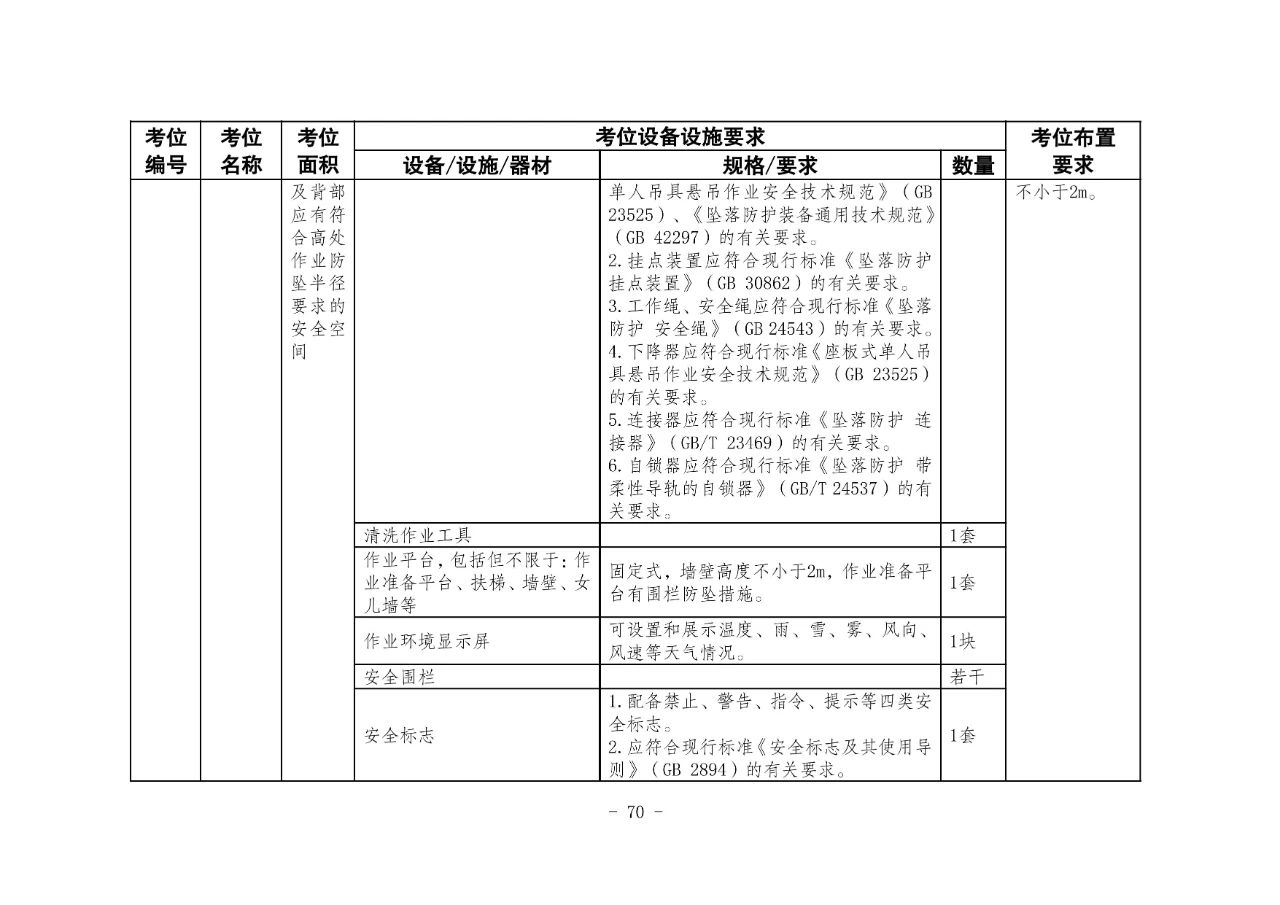 考位
编号
考位
名称
考位
面积
考位设备设施要求
考位布置
要求
设备/设施/器材
规格/要求
数量
及背部
应有符
合高处
作业防
坠半径
要求的
安全空
间
单人吊具悬吊作业安全技术规范》（GB
23525）、《坠落防护装备通用技术规范》
（GB 42297）的有关要求。
2.挂点装置应符合现行标准《坠落防护
挂点装置》（GB 30862）的有关要求。
3.工作绳、安全绳应符合现行标准《坠落
防护 安全绳》（GB 24543）的有关要求。
4.下降器应符合现行标准《座板式单人吊
具悬吊作业安全技术规范》（GB 23525）
的有关要求。
5.连接器应符合现行标准《坠落防护 连
接器》（GB/T 23469）的有关要求。
6.自锁器应符合现行标准《坠落防护 带
柔性导轨的自锁器》（GB/T 24537）的有
关要求。
不小于2m。
清洗作业工具
1套
作业平台，包括但不限于：作
业准备平台、扶梯、墙壁、女
儿墙等
固定式，墙壁高度不小于2m，作业准备平
台有围栏防坠措施。
1套
作业环境显示屏
可设置和展示温度、雨、雪、雾、风向、
风速等天气情况。
1块
安全围栏
若干
安全标志
1.配备禁止、警告、指令、提示等四类安
全标志。
2.应符合现行标准《安全标志及其使用导
则》（GB 2894）的有关要求。
1套
- 70 -